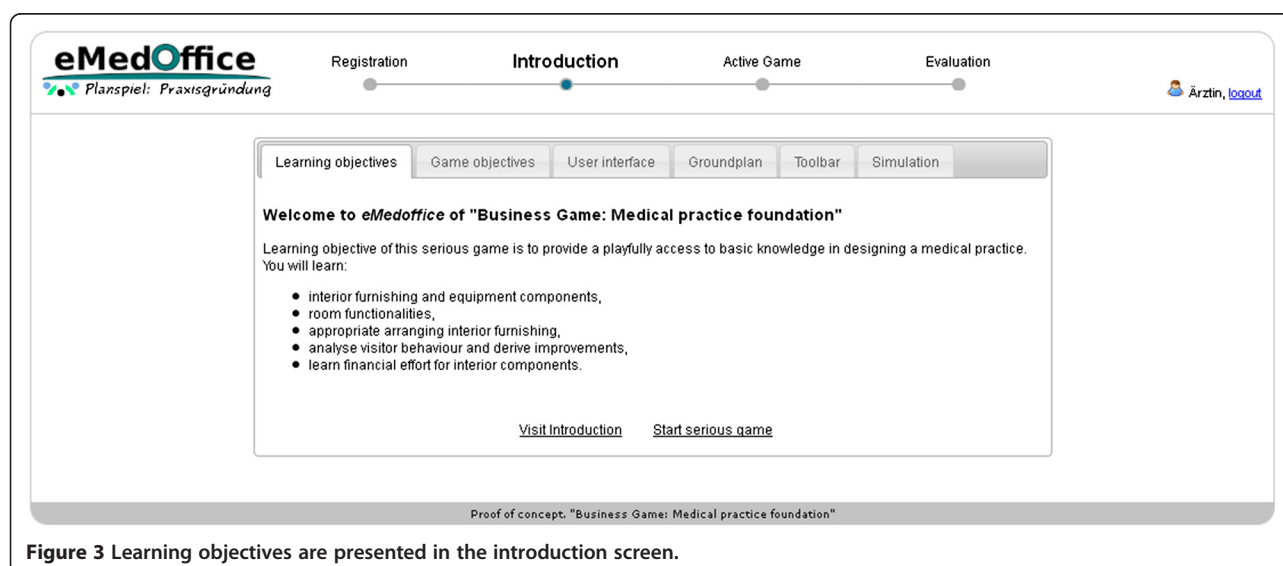 eMedOffice
Planspiel: Praxisgründung
Registration
Introduction
Active Game
Evaluation
Ärztin, logout
Learning objectives
Game objectives
User interface
Groundplan
Toolbar
Simulation
Welcome to eMedoffice of "Business Game: Medical practice foundation"
Learning objective of this serious game is to provide a playfully access to basic knowledge in designing a medical practice.
You will learn:
• interior furnishing and equipment components,
• room functionalities,
• appropriate arranging interior furnishing,
• analyse visitor behaviour and derive improvements,
• learn financial effort for interior components.
Visit Introduction
Start serious game
Proof of concept. "Business Game: Medical practice foundation"
Figure 3 Learning objectives are presented in the introduction screen.